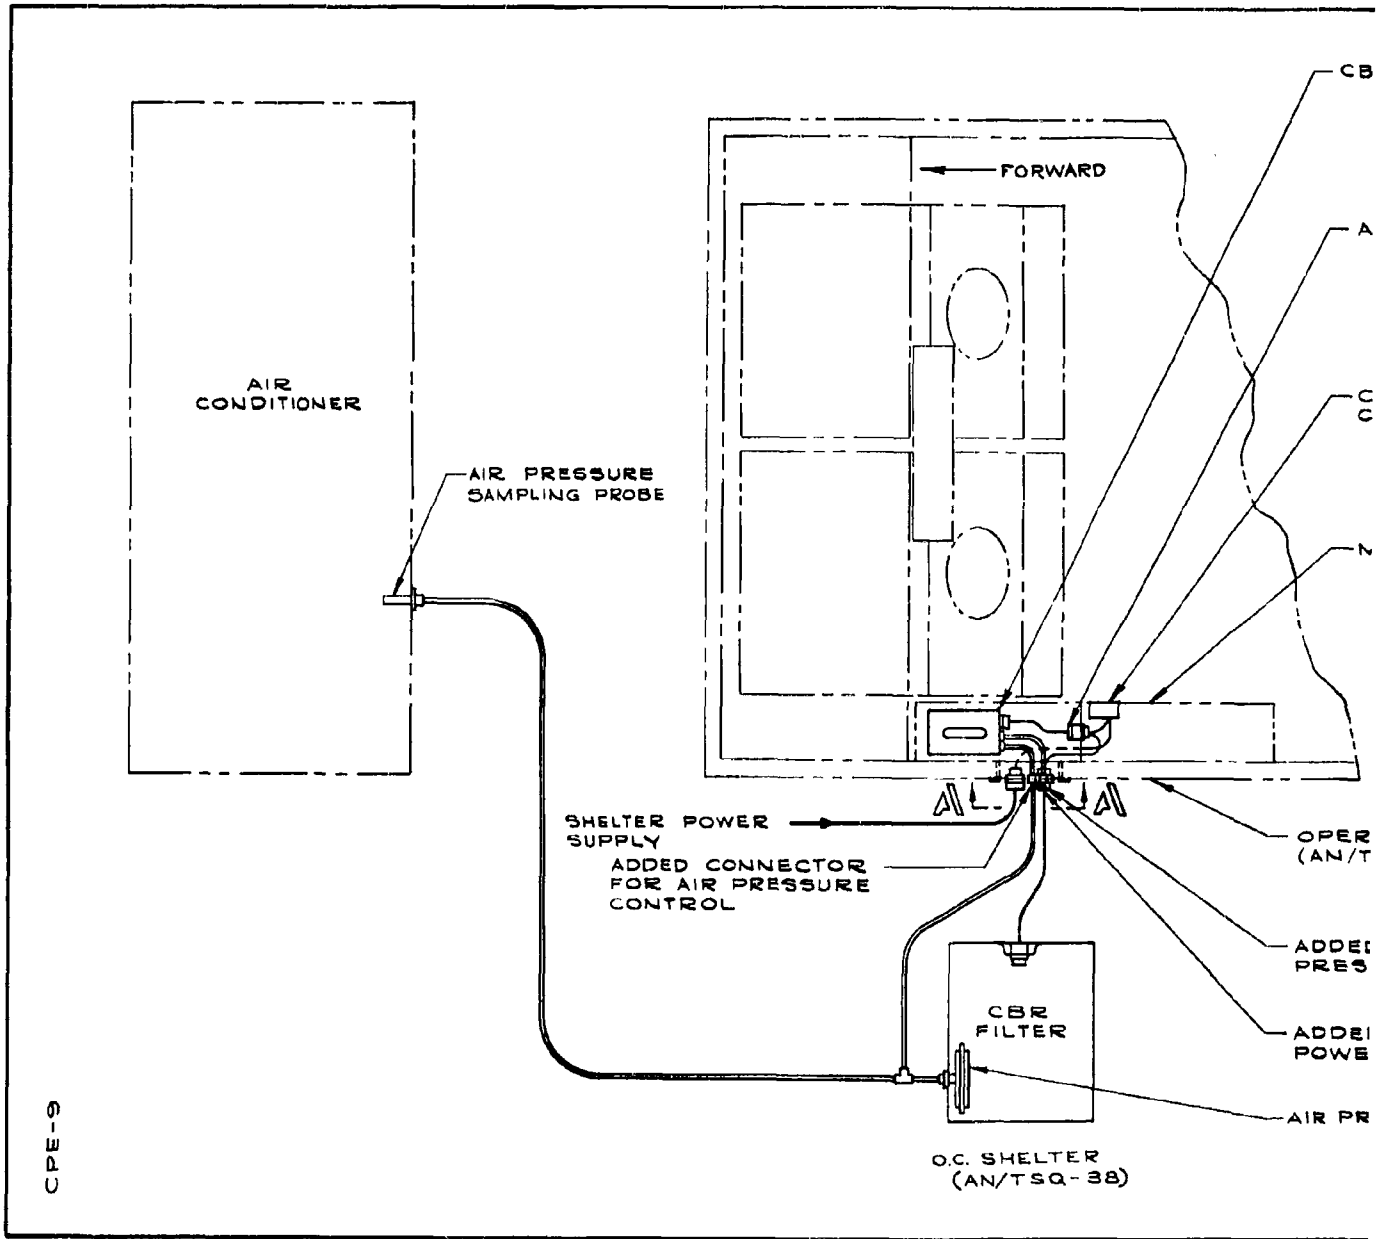 CB
FORWARD
A
AIR
CONDITIONER
C
C
AIR PRESSURE
SAMPLING PROBE
N
A A
SHELTER POWER
SUPPLY
OPER
(AN/T
ADDED CONNECTOR
FOR AIR PRESSURE
CONTROL
ADDED
PRES
CBR
FILTER
ADDE
POWE
AIR PR
CPE-9
O.C. SHELTER
(AN/TSQ-38)